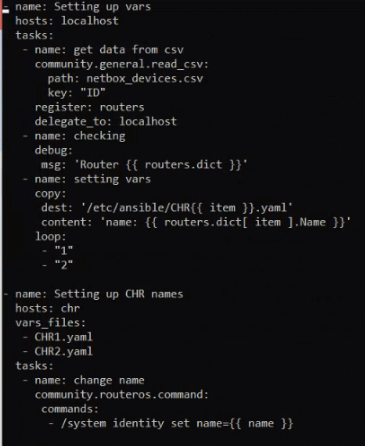 - name: Setting up vars
  hosts: localhost
  tasks:
   - name: get data from csv
     community.general.read_csv:
       path: netbox_devices.csv
       key: "ID"
     register: routers
     delegate_to: localhost
   - name: checking
     debug:
      msg: 'Router {{ routers.dict }}'
   - name: setting vars
     copy:
      dest: '/etc/ansible/CHR{{ item }}.yaml'
      content: 'name: {{ routers.dict[ item ].Name }}'
     loop:
      - "1"
      - "2"

- name: Setting up CHR names
  hosts: chr
  vars_files:
   - CHR1.yaml
   - CHR2.yaml
  tasks:
   - name: change name
     community.routeros.command:
      commands:
       - /system identity set name={{ name }}